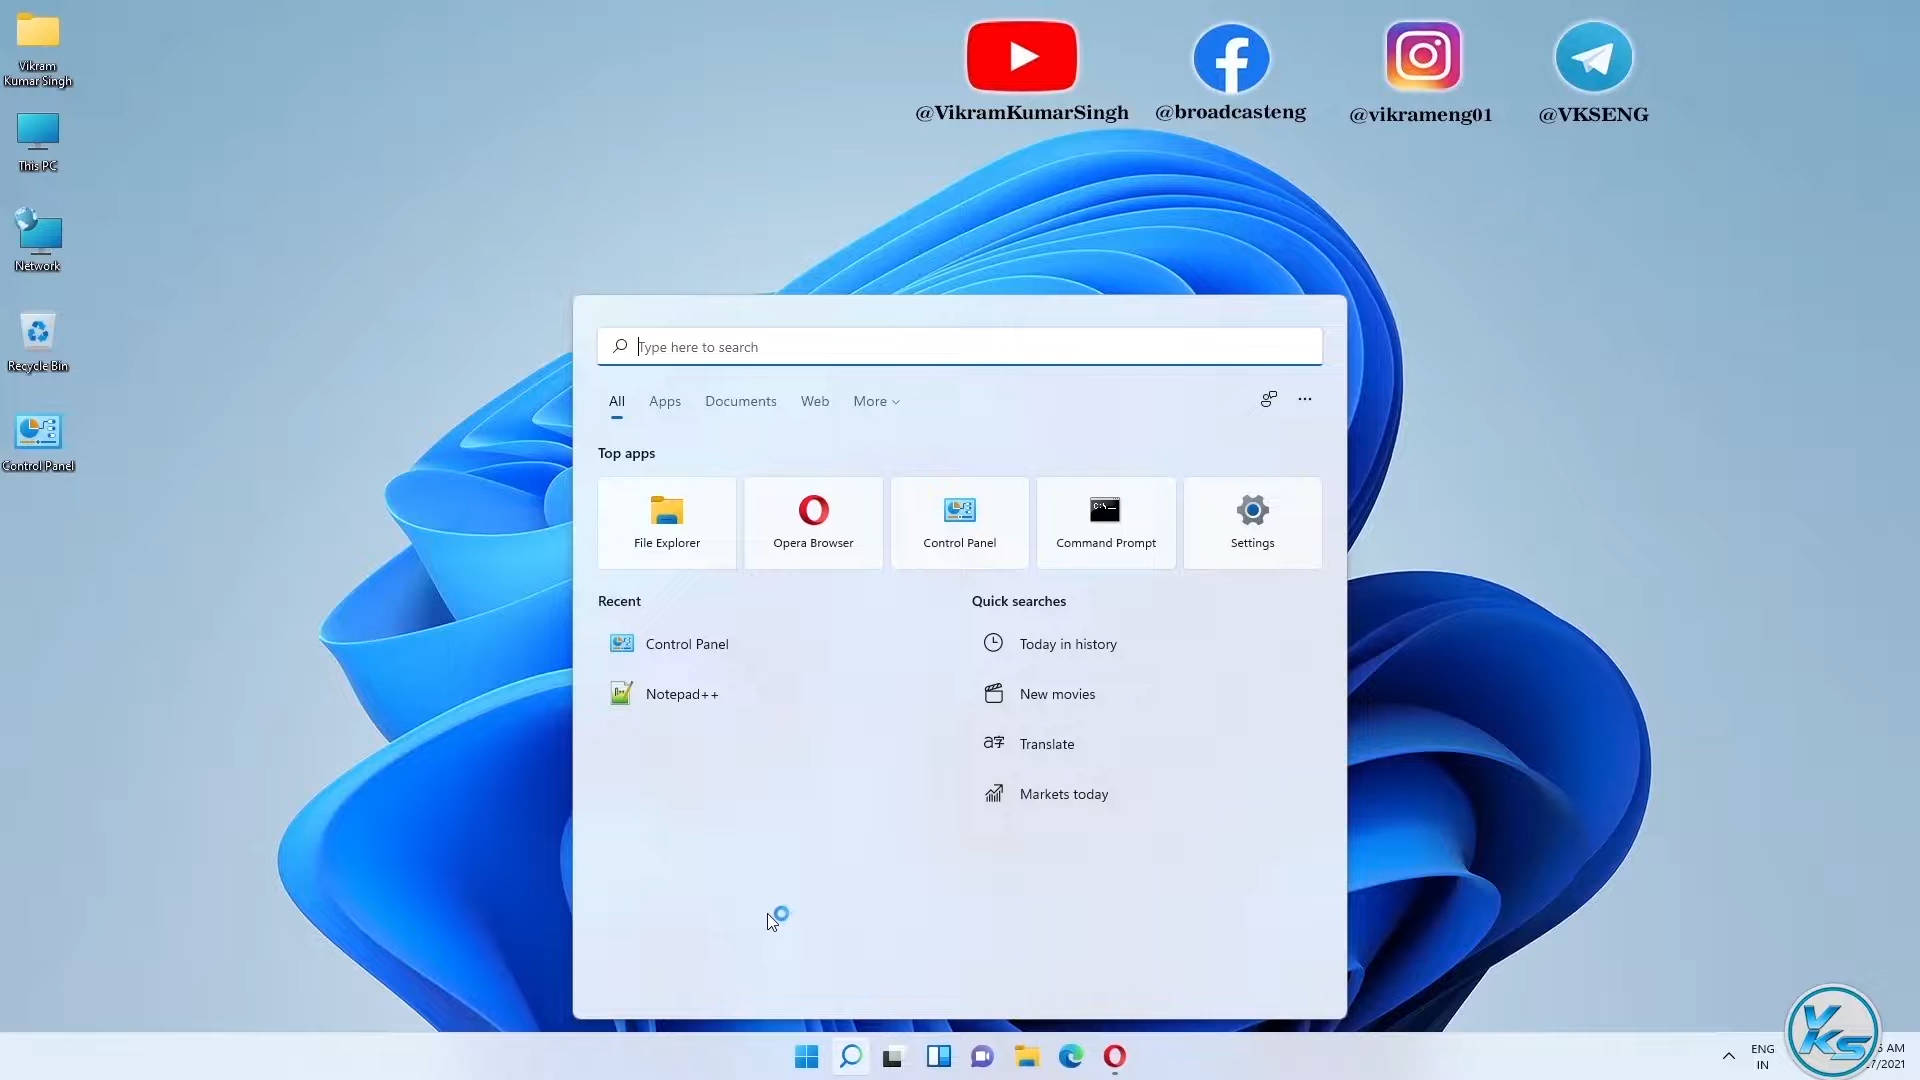 Vikram
Kumar Singh
This PC
Network
Recycle Bin
Control Panel
@VikramKumarSingh
@broadcasteng
@vikrameng01
@VKSENG
Type here to search
All
Apps
Documents
Web
More
Top apps
File Explorer
Opera Browser
Control Panel
Command Prompt
Settings
Recent
Control Panel
Notepad++
Quick searches
Today in history
New movies
Translate
Markets today
ENG
IN
AM
/2021
VKS